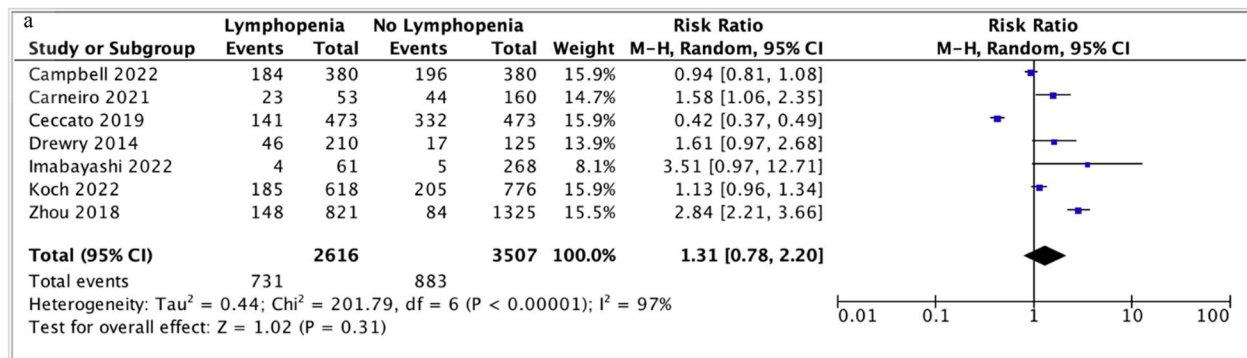 a
Lymphopenia No Lymphopenia Risk Ratio Risk Ratio
Study or Subgroup Events Total Events Total Weight M-H, Random, 95% CI M-H, Random, 95% CI
Campbell 2022 184 380 196 380 15.9% 0.94 [0.81, 1.08]
Carneiro 2021 23 53 44 160 14.7% 1.58 [1.06, 2.35]
Ceccato 2019 141 473 332 473 15.9% 0.42 [0.37, 0.49]
Drewry 2014 46 210 17 125 13.9% 1.61 [0.97, 2.68]
Imabayashi 2022 4 61 5 268 8.1% 3.51 [0.97, 12.71]
Koch 2022 185 618 205 776 15.9% 1.13 [0.96, 1.34]
Zhou 2018 148 821 84 1325 15.5% 2.84 [2.21, 3.66]
Total (95% CI) 2616 3507 100.0% 1.31 [0.78, 2.20]
Total events 731 883
Heterogeneity: Tau² = 0.44; Chi² = 201.79, df = 6 (P < 0.00001); I² = 97%
Test for overall effect: Z = 1.02 (P = 0.31)
0.01 0.1 1 10 100